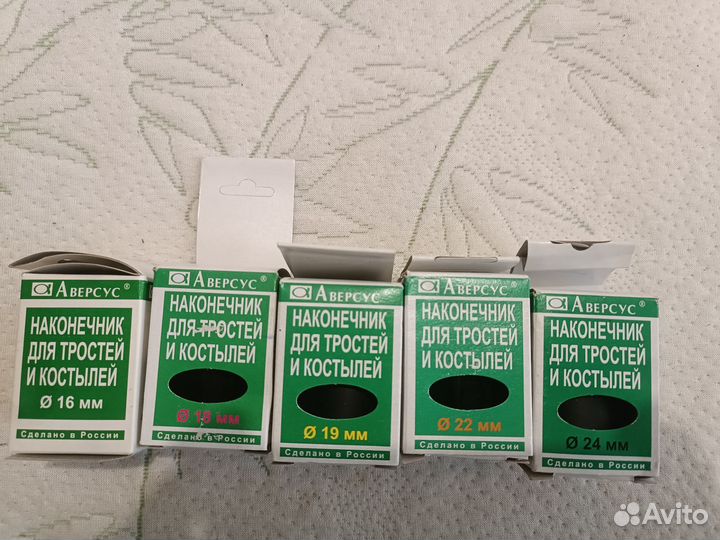 АВЕРСУС®
НАКОНЕЧНИК
ДЛЯ ТРОСТЕЙ
И КОСТЫЛЕЙ
Ø 16 мм
Сделано в России
АВЕРСУС®
НАКОНЕЧНИК
ДЛЯ ТРОСТЕЙ
И КОСТЫЛЕЙ
Ø 18 мм
Сделано в России
АВЕРСУС®
НАКОНЕЧНИК
ДЛЯ ТРОСТЕЙ
И КОСТЫЛЕЙ
Ø 19 мм
Сделано в России
АВЕРСУС®
НАКОНЕЧНИК
ДЛЯ ТРОСТЕЙ
И КОСТЫЛЕЙ
Ø 22 мм
Сделано в России
АВЕРСУС®
НАКОНЕЧНИК
ДЛЯ ТРОСТЕЙ
И КОСТЫЛЕЙ
Ø 24 мм
Сделано в России
Avito